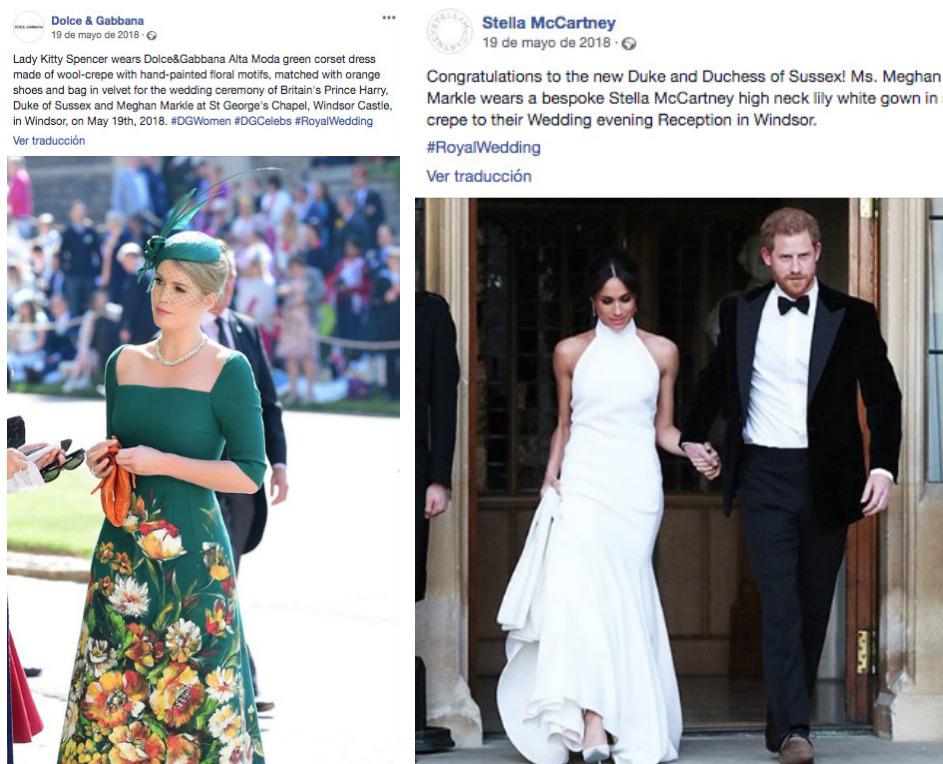 Dolce & Gabbana
19 de mayo de 2018 ·
Lady Kitty Spencer wears Dolce&Gabbana Alta Moda green corset dress
made of wool-crepe with hand-painted floral motifs, matched with orange
shoes and bag in velvet for the wedding ceremony of Britain's Prince Harry,
Duke of Sussex and Meghan Markle at St George's Chapel, Windsor Castle,
in Windsor, on May 19th, 2018. #DGWomen #DGCelebs #RoyalWedding
Ver traducción
Stella McCartney
19 de mayo de 2018 ·
Congratulations to the new Duke and Duchess of Sussex! Ms. Meghan
Markle wears a bespoke Stella McCartney high neck lily white gown in
crepe to their Wedding evening Reception in Windsor.
#RoyalWedding
Ver traducción